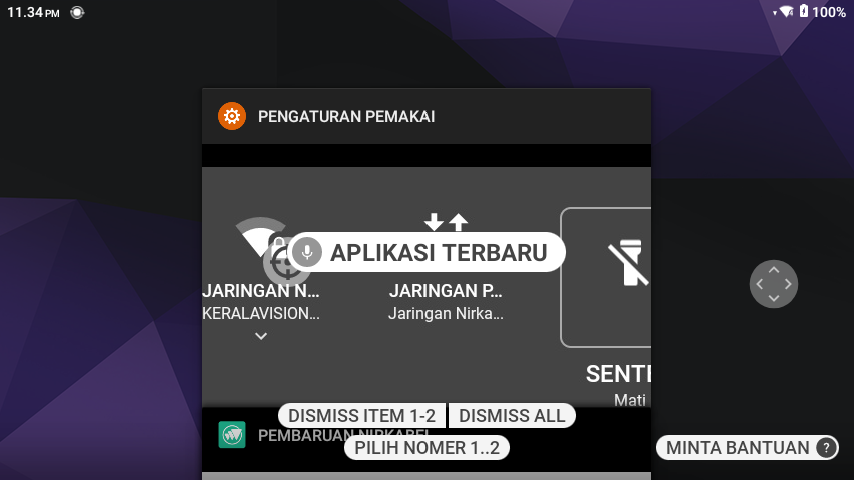 11.34 PM
100%
PENGATURAN PEMAKAI
APLIKASI TERBARU
JARINGAN N…
JARINGAN P…
KERALAVISION…
Jaringan Nirka…
SENTE
Mati
DISMISS ITEM 1-2
DISMISS ALL
PEMBARUAN NIRKABEL
PILIH NOMER 1..2
MINTA BANTUAN ?